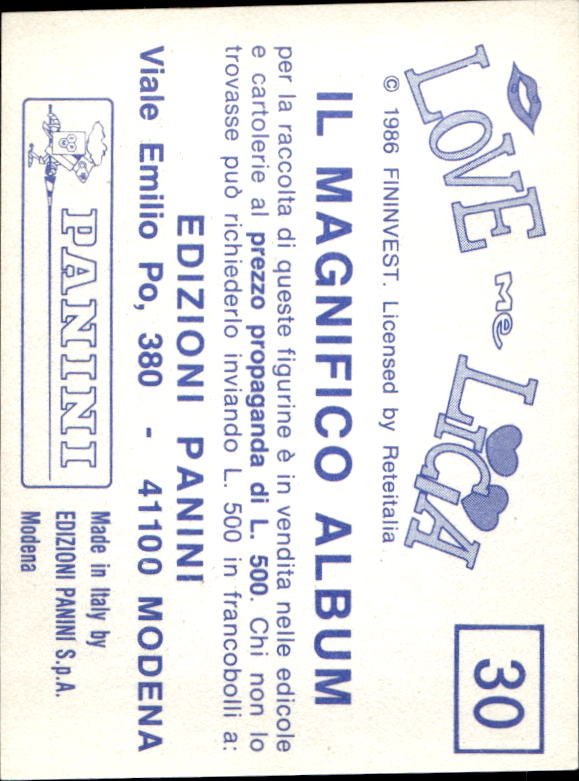 LOVE me LiCiA
30
© 1986 FININVEST. Licensed by Reteitalia
IL MAGNIFICO ALBUM
per la raccolta di queste figurine è in vendita nelle edicole
e cartolerie al prezzo propaganda di L. 500. Chi non lo
trovasse può richiederlo inviando L. 500 in francobolli a:
EDIZIONI PANINI
Viale Emilio Po, 380 - 41100 MODENA
PANINI
Made in Italy by
EDIZIONI PANINI S.p.A.
Modena